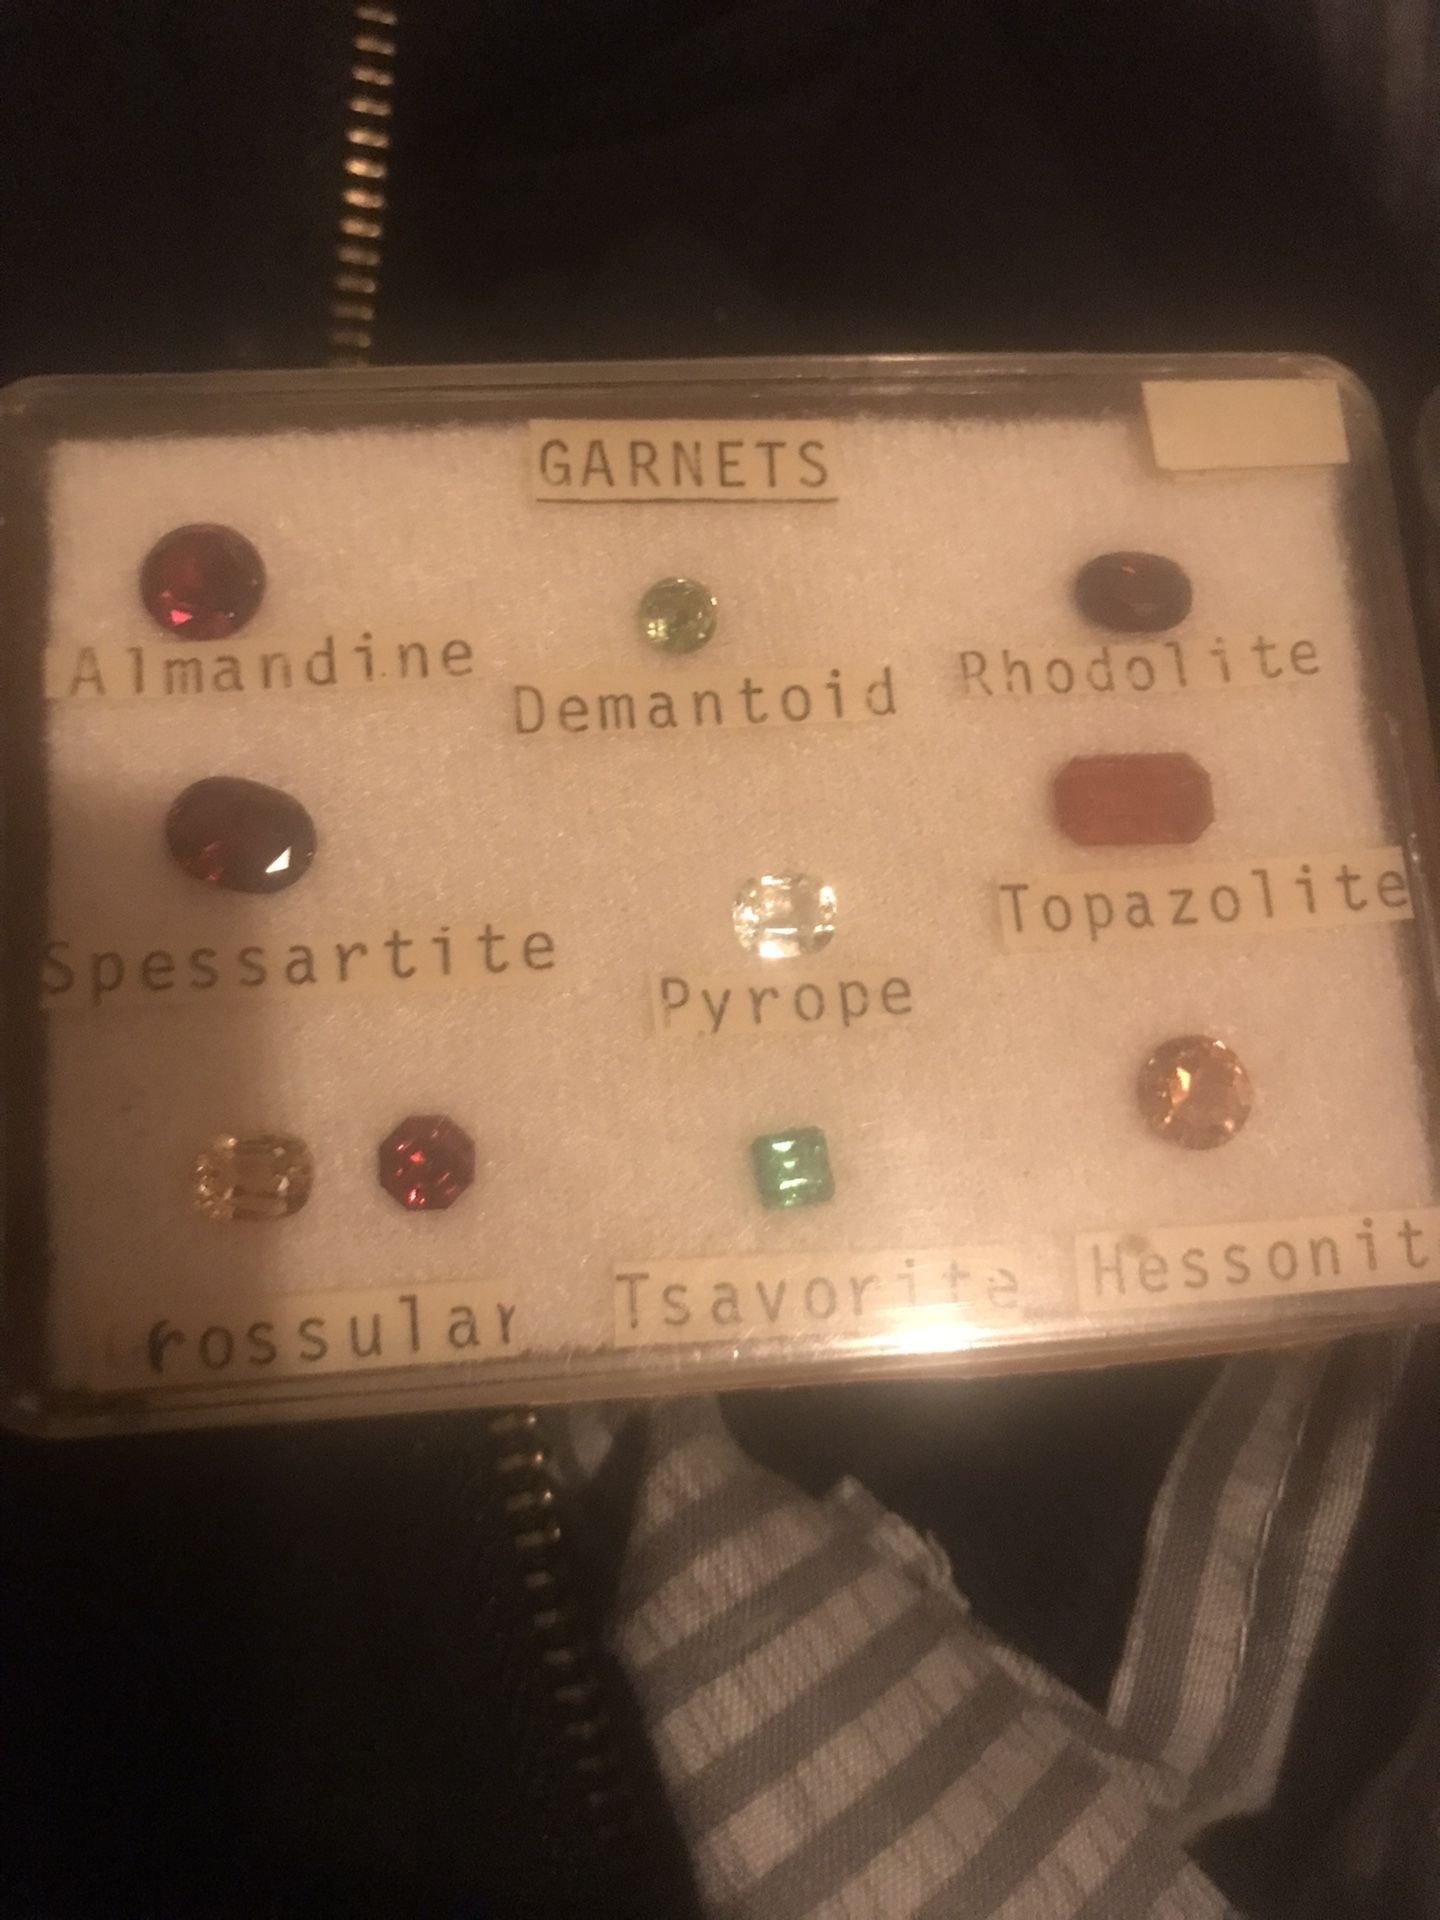 GARNETS
Almandine
Demantoid
Rhodolite
Spessartite
Pyrope
Topazolite
rossular
Tsavorite
Hessonit